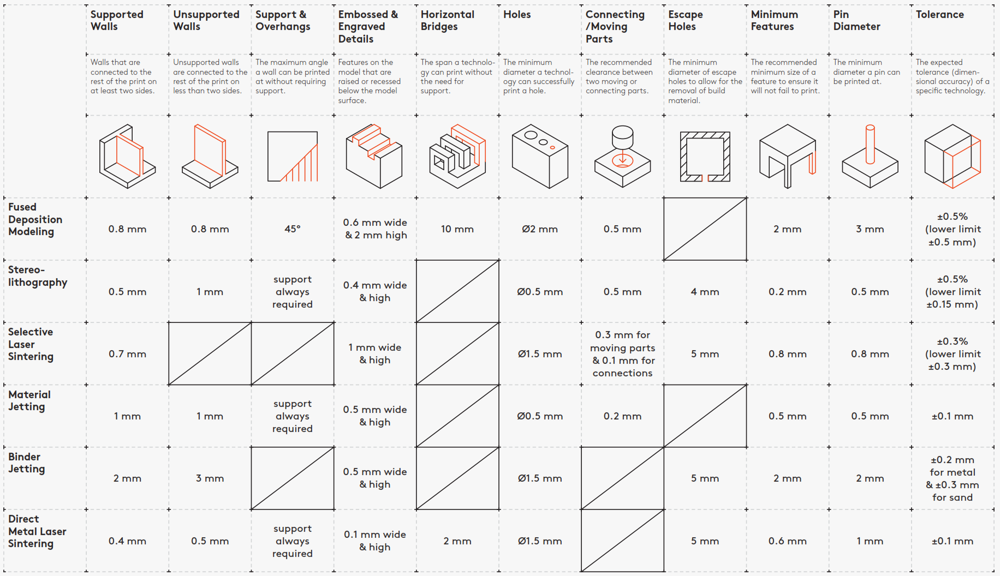 Supported
Walls
Unsupported
Walls
Support &
Overhangs
Embossed &
Engraved
Details
Horizontal
Bridges
Holes
Connecting
/Moving
Parts
Escape
Holes
Minimum
Features
Pin
Diameter
Tolerance
Walls that are
connected to the
rest of the print on
at least two sides.
Unsupported walls
are connected to the
rest of the print on
less than two sides.
The maximum angle
a wall can be printed
at without requiring
support.
Features on the
model that are
raised or recessed
below the model
surface.
The span a technolo-
gy can print without
the need for
support.
The minimum
diameter a technol-
ogy can successfully
print a hole.
The recommended
clearance between
two moving or
connecting parts.
The minimum
diameter of escape
holes to allow for the
removal of build
material.
The recommended
minimum size of a
feature to ensure it
will not fail to print.
The minimum
diameter a pin can
be printed at.
The expected
tolerance (dimen-
sional accuracy) of a
specific technology.
Fused
Deposition
Modeling
0.8 mm
0.8 mm
45°
0.6 mm wide
& 2 mm high
10 mm
Ø2 mm
0.5 mm
2 mm
3 mm
±0.5%
(lower limit
±0.5 mm)
Stereo-
lithography
0.5 mm
1 mm
support
always
required
0.4 mm wide
& high
Ø0.5 mm
0.5 mm
4 mm
0.2 mm
0.5 mm
±0.5%
(lower limit
±0.15 mm)
Selective
Laser
Sintering
0.7 mm
1 mm wide
& high
Ø1.5 mm
0.3 mm for
moving parts
& 0.1 mm for
connections
5 mm
0.8 mm
0.8 mm
±0.3%
(lower limit
±0.3 mm)
Material
Jetting
1 mm
1 mm
support
always
required
0.5 mm wide
& high
Ø0.5 mm
0.2 mm
0.5 mm
0.5 mm
±0.1 mm
Binder
Jetting
2 mm
3 mm
0.5 mm wide
& high
Ø1.5 mm
5 mm
2 mm
2 mm
±0.2 mm
for metal
& ±0.3 mm
for sand
Direct
Metal Laser
Sintering
0.4 mm
0.5 mm
support
always
required
0.1 mm wide
& high
2 mm
Ø1.5 mm
5 mm
0.6 mm
1 mm
±0.1 mm